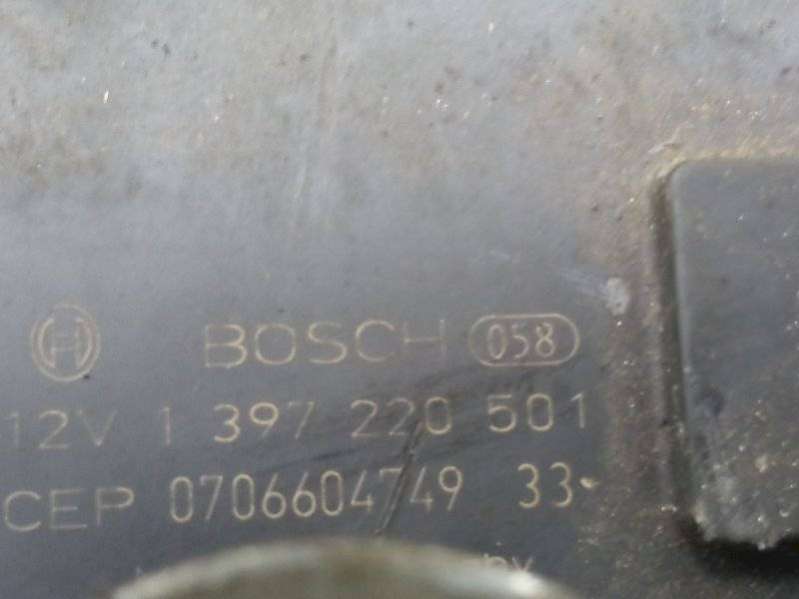 BOSCH 058
12V 1 397 220 501
CEP 0706604749 33-